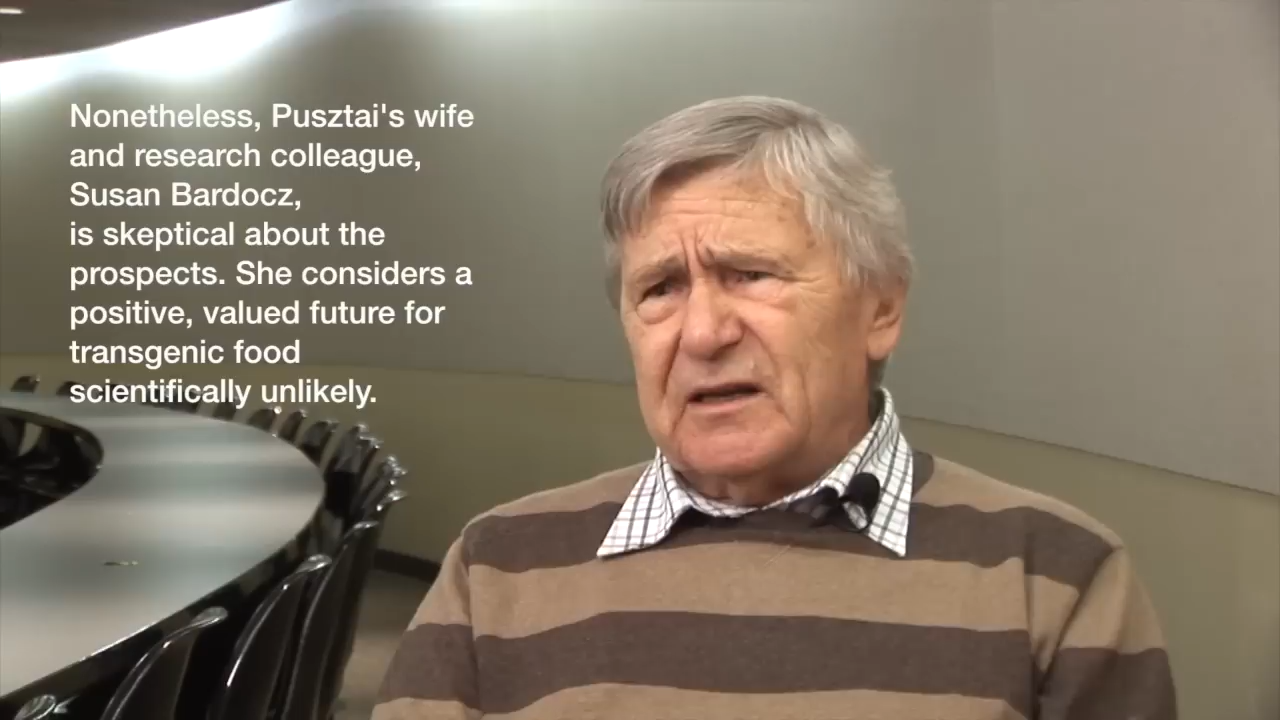 Nonetheless, Pusztai's wife
and research colleague,
Susan Bardocz,
is skeptical about the
prospects. She considers a
positive, valued future for
transgenic food
scientifically unlikely.